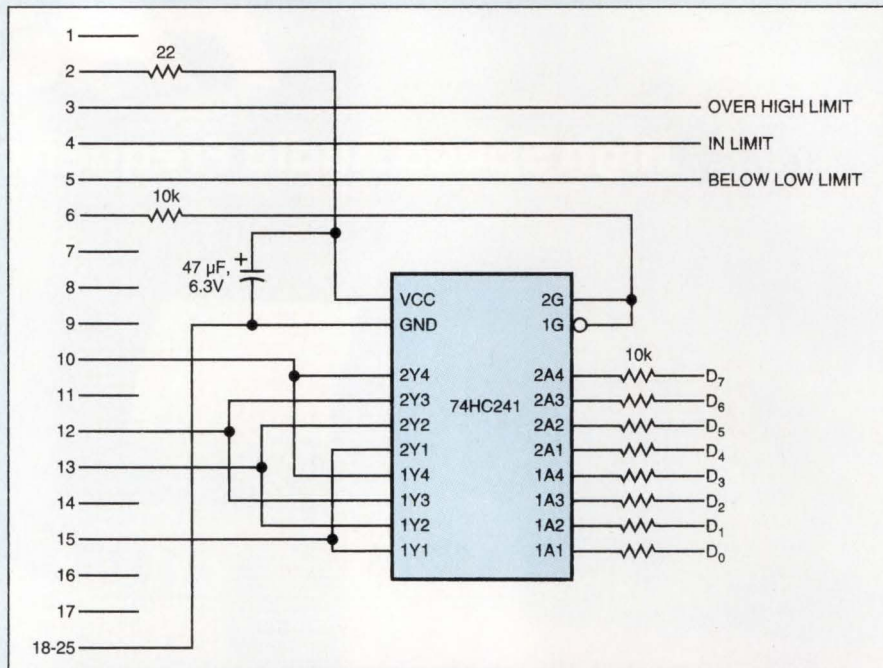 1
22
2
3 OVER HIGH LIMIT
4 IN LIMIT
5 BELOW LOW LIMIT
10k
6
7
47 µF,
6.3V
+
8
9
VCC 2G
GND 1G
10k
10
2Y4 2A4 D7
11
2Y3 74HC241 2A3 D6
12
2Y2 2A2 D5
2Y1 2A1 D4
13
1Y4 1A4 D3
14
1Y3 1A3 D2
1Y2 1A2 D1
15
1Y1 1A1 D0
16
17
18-25